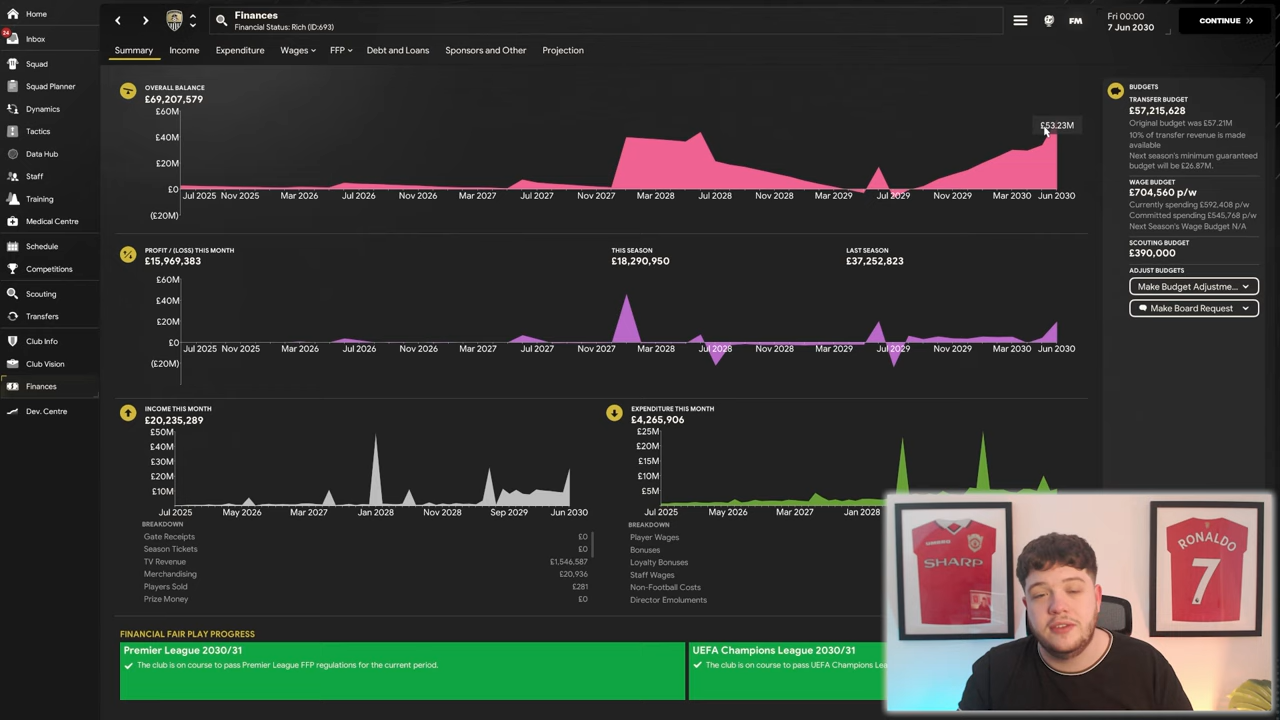 Home
Finances
Financial Status: Rich (ID:693)
FM
Fri 00:00
7 Jun 2030
CONTINUE
24
Inbox
Squad
Squad Planner
Dynamics
Tactics
Data Hub
Staff
Training
Medical Centre
Schedule
Competitions
Scouting
Transfers
Club Info
Club Vision
Finances
Dev. Centre
Summary
Income
Expenditure
Wages
FFP
Debt and Loans
Sponsors and Other
Projection
OVERALL BALANCE
£69,207,579
£60M
£40M
£20M
£0
(£20M)
£53.23M
Jul 2025 Nov 2025 Mar 2026 Jul 2026 Nov 2026 Mar 2027 Jul 2027 Nov 2027 Mar 2028 Jul 2028 Nov 2028 Mar 2029 Jul 2029 Nov 2029 Mar 2030 Jun 2030
PROFIT / (LOSS) THIS MONTH
£15,969,383
THIS SEASON
£18,290,950
LAST SEASON
£37,252,823
£60M
£40M
£20M
£0
(£20M)
Jul 2025 Nov 2025 Mar 2026 Jul 2026 Nov 2026 Mar 2027 Jul 2027 Nov 2027 Mar 2028 Jul 2028 Nov 2028 Mar 2029 Jul 2029 Nov 2029 Mar 2030 Jun 2030
INCOME THIS MONTH
£20,235,289
£50M
£40M
£30M
£20M
£10M
Jul 2025 May 2026 Mar 2027 Jan 2028 Nov 2028 Sep 2029 Jun 2030
BREAKDOWN
Gate Receipts £0
Season Tickets £0
TV Revenue £1,546,587
Merchandising £20,936
Players Sold £281
Prize Money £0
EXPENDITURE THIS MONTH
£4,265,906
£25M
£20M
£15M
£10M
£5M
Jul 2025 May 2026 Mar 2027 Jan 2028
BREAKDOWN
Player Wages
Bonuses
Loyalty Bonuses
Staff Wages
Non-Football Costs
Director Emoluments
FINANCIAL FAIR PLAY PROGRESS
Premier League 2030/31
The club is on course to pass Premier League FFP regulations for the current period.
UEFA Champions League 2030/31
The club is on course to pass UEFA Champions Lea
BUDGETS
TRANSFER BUDGET
£57,215,628
Original budget was £57.21M
10% of transfer revenue is made
available
Next season's minimum guaranteed
budget will be £26.87M.
WAGE BUDGET
£704,560 p/w
Currently spending £592,408 p/w
Committed spending £545,768 p/w
Next Season's Wage Budget N/A
SCOUTING BUDGET
£390,000
ADJUST BUDGETS
Make Budget Adjustme...
Make Board Request
SHARP
RONALDO
7